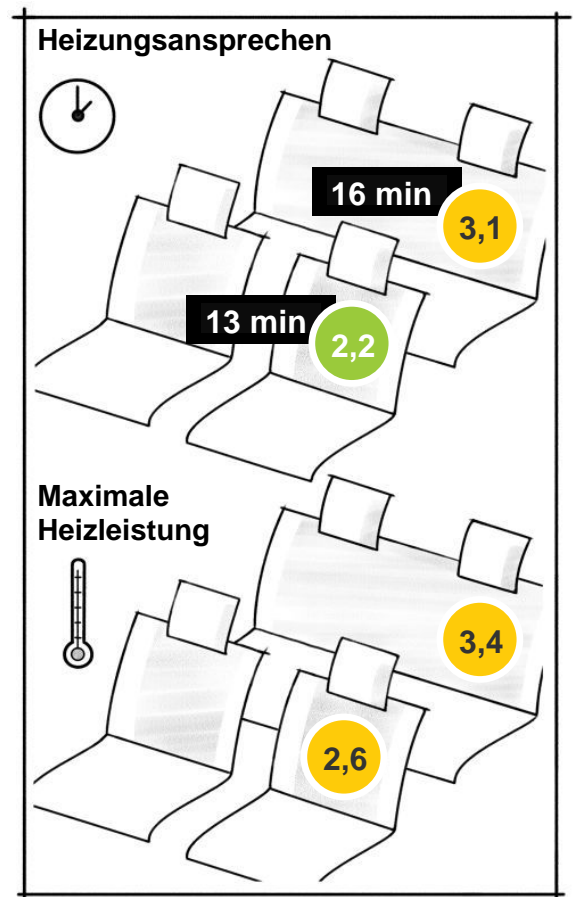 Heizungsansprechen
16 min
3,1
13 min
2,2
Maximale
Heizleistung
3,4
2,6